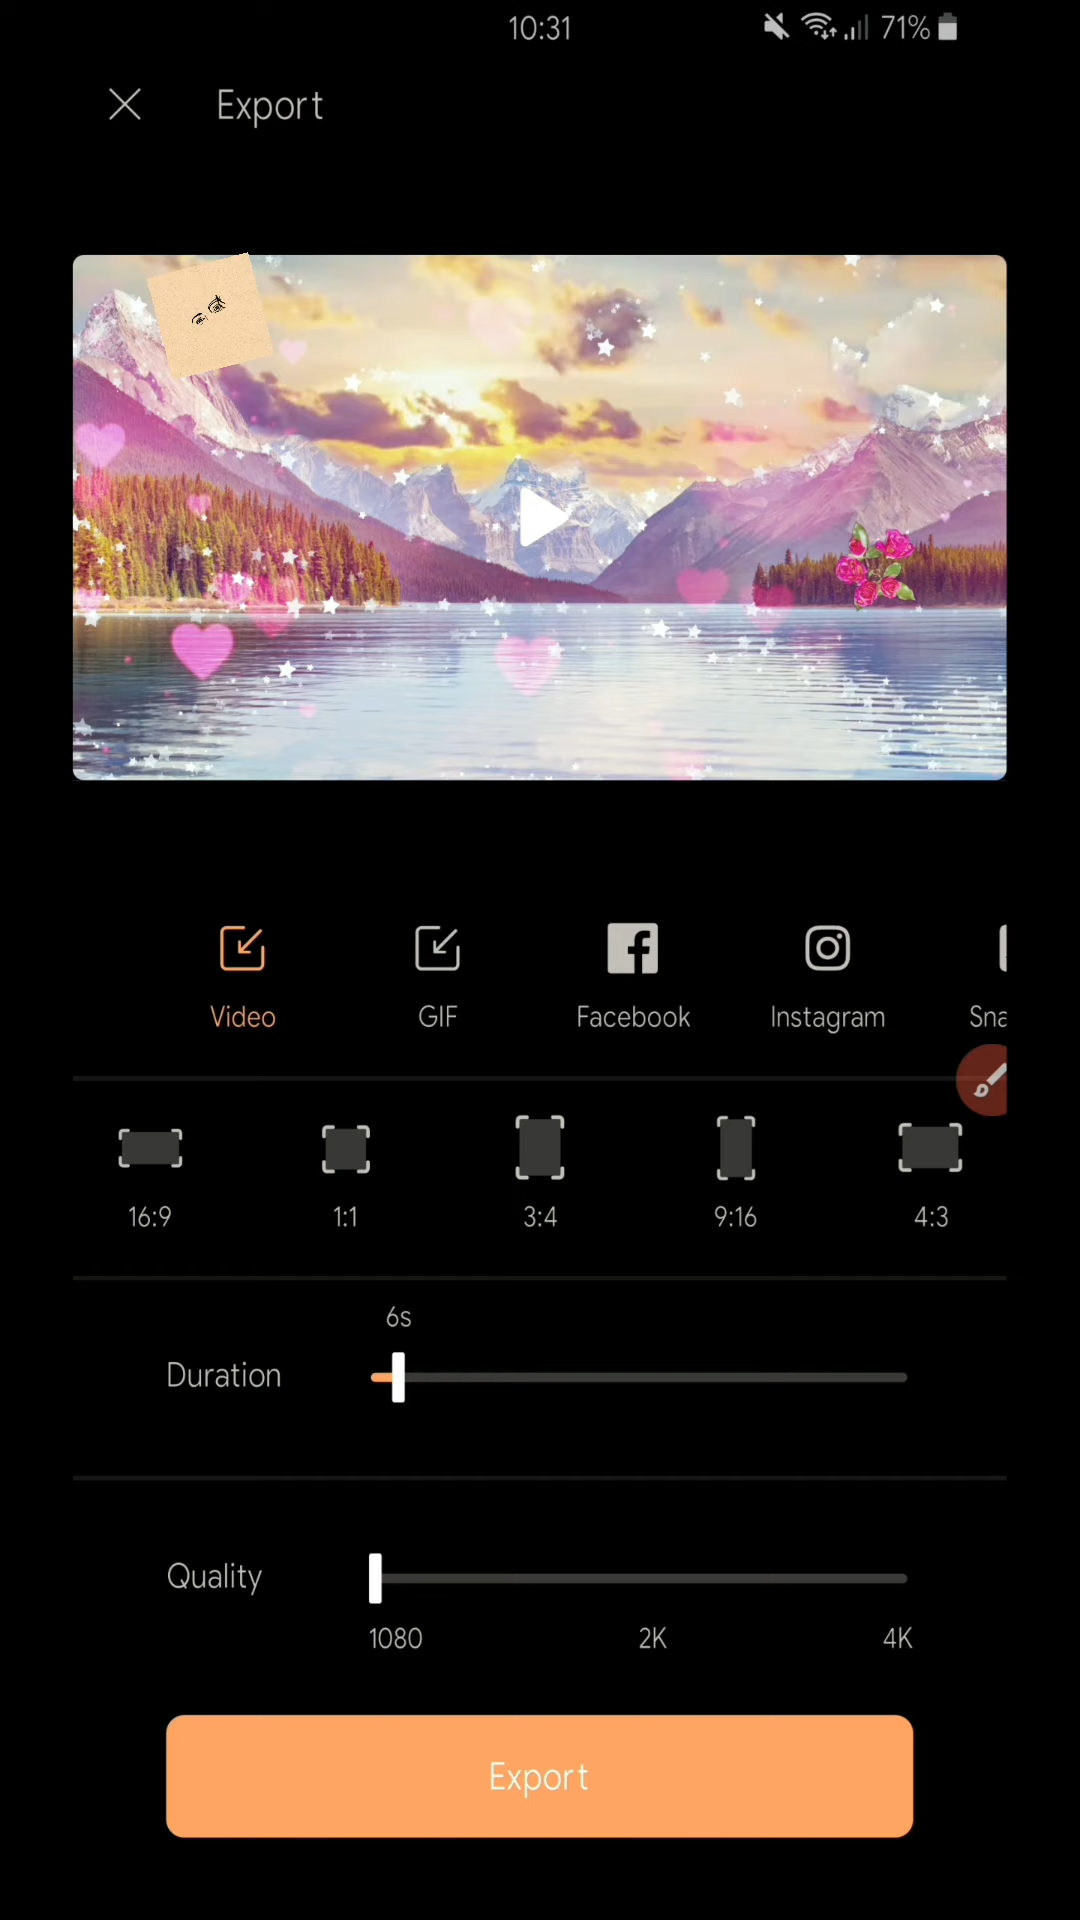 10:31 71%
Export
Video GIF Facebook Instagram
16:9 1:1 3:4 9:16 4:3
6s
Duration
Quality
1080 2K 4K
Export